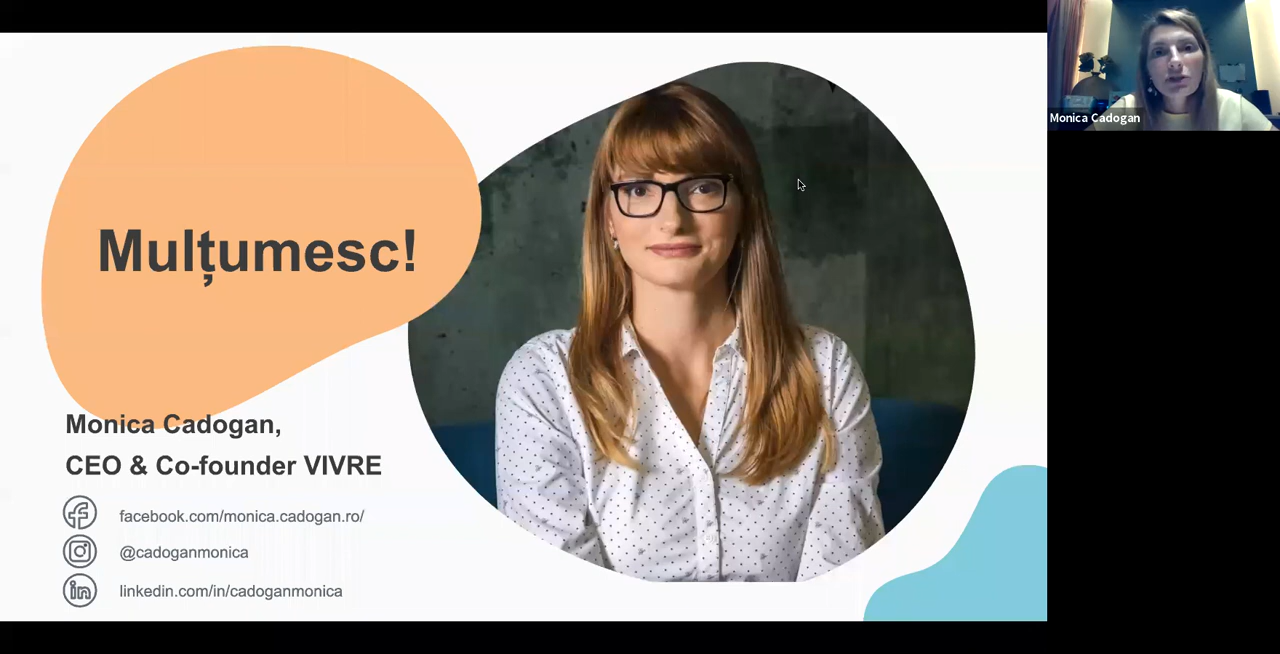 Mulțumesc!
Monica Cadogan,
CEO & Co-founder VIVRE
facebook.com/monica.cadogan.ro/
@cadoganmonica
linkedin.com/in/cadoganmonica
Monica Cadogan